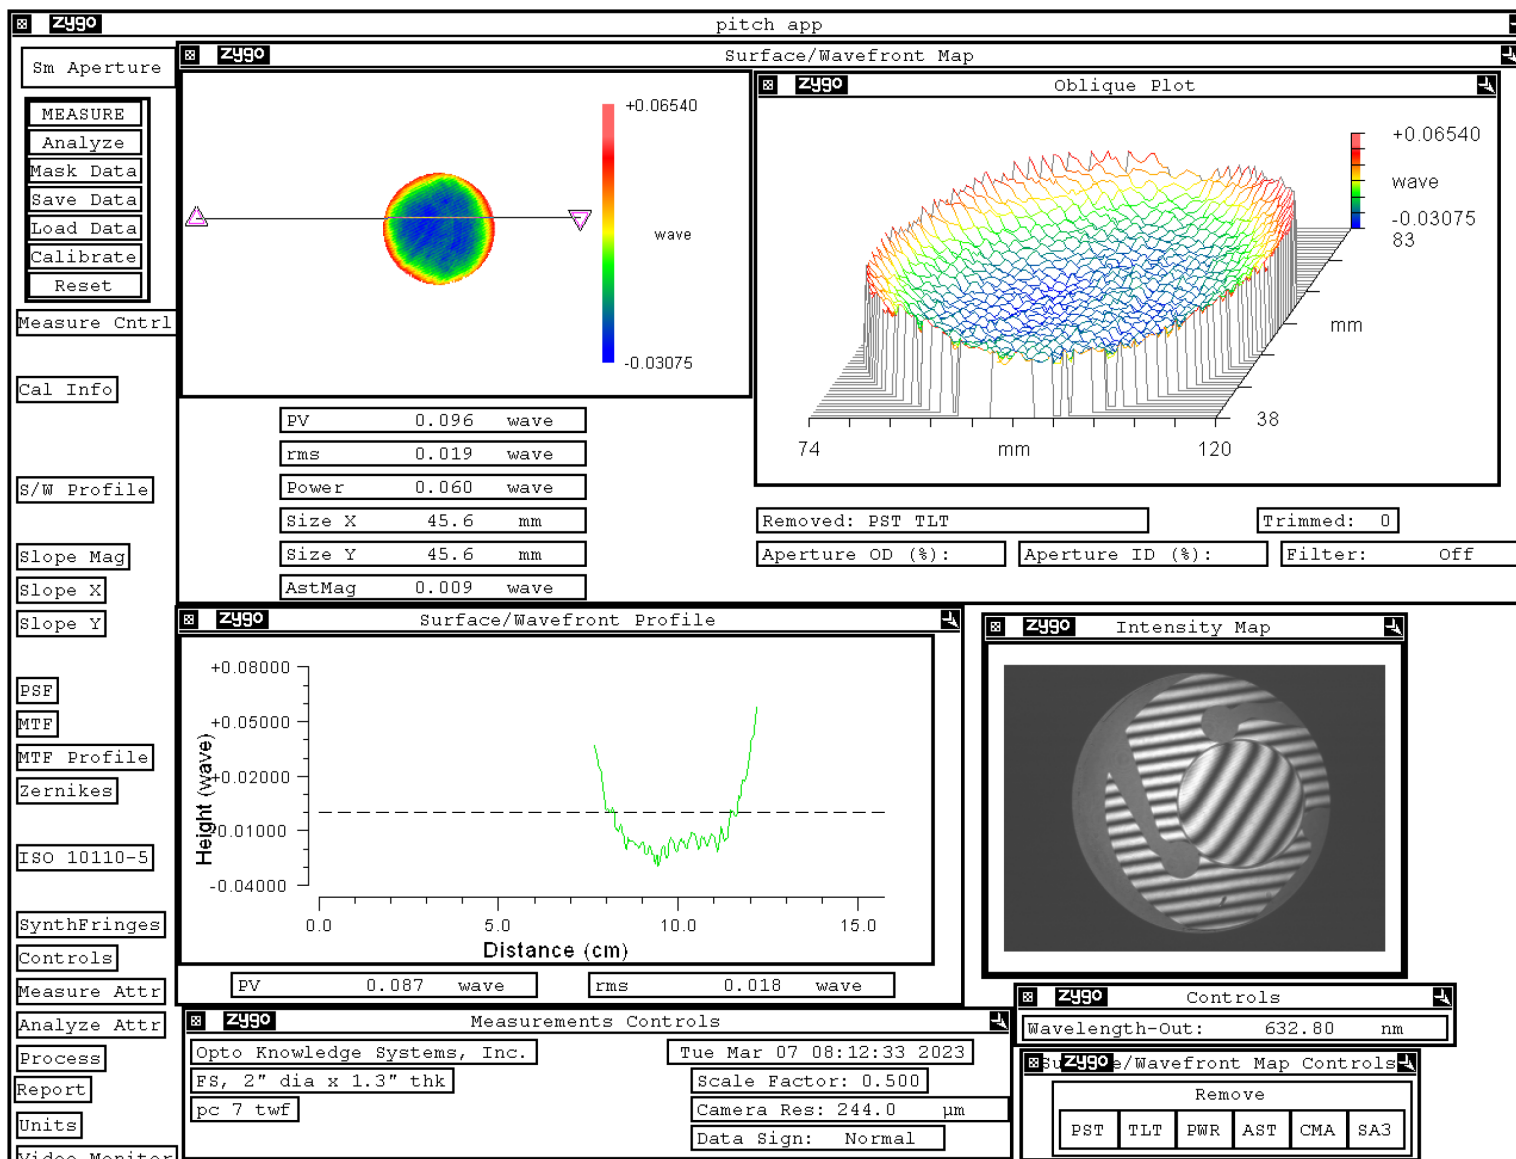 zygo pitch app
Sm Aperture
MEASURE
Analyze
Mask Data
Save Data
Load Data
Calibrate
Reset
Measure Cntrl
Cal Info
S/W Profile
Slope Mag
Slope X
Slope Y
PSF
MTF
MTF Profile
Zernikes
ISO 10110-5
SynthFringes
Controls
Measure Attr
Analyze Attr
Process
Report
Units
Video Monitor
zygo Surface/Wavefront Map
+0.06540
wave
-0.03075
zygo Oblique Plot
+0.06540
wave
-0.03075
83
mm
38
74 mm 120
PV 0.096 wave
rms 0.019 wave
Power 0.060 wave
Size X 45.6 mm
Size Y 45.6 mm
AstMag 0.009 wave
Removed: PST TLT
Trimmed: 0
Aperture OD (%):
Aperture ID (%):
Filter: Off
zygo Surface/Wavefront Profile
+0.08000
+0.05000
+0.02000
-0.01000
-0.04000
Height (wave)
0.0 5.0 10.0 15.0
Distance (cm)
PV 0.087 wave
rms 0.018 wave
zygo Intensity Map
zygo Measurements Controls
Opto Knowledge Systems, Inc.
Tue Mar 07 08:12:33 2023
FS, 2" dia x 1.3" thk
Scale Factor: 0.500
pc 7 twf
Camera Res: 244.0 µm
Data Sign: Normal
zygo Controls
Wavelength-Out: 632.80 nm
zygo Su e/Wavefront Map Controls
Remove
PST TLT PWR AST CMA SA3